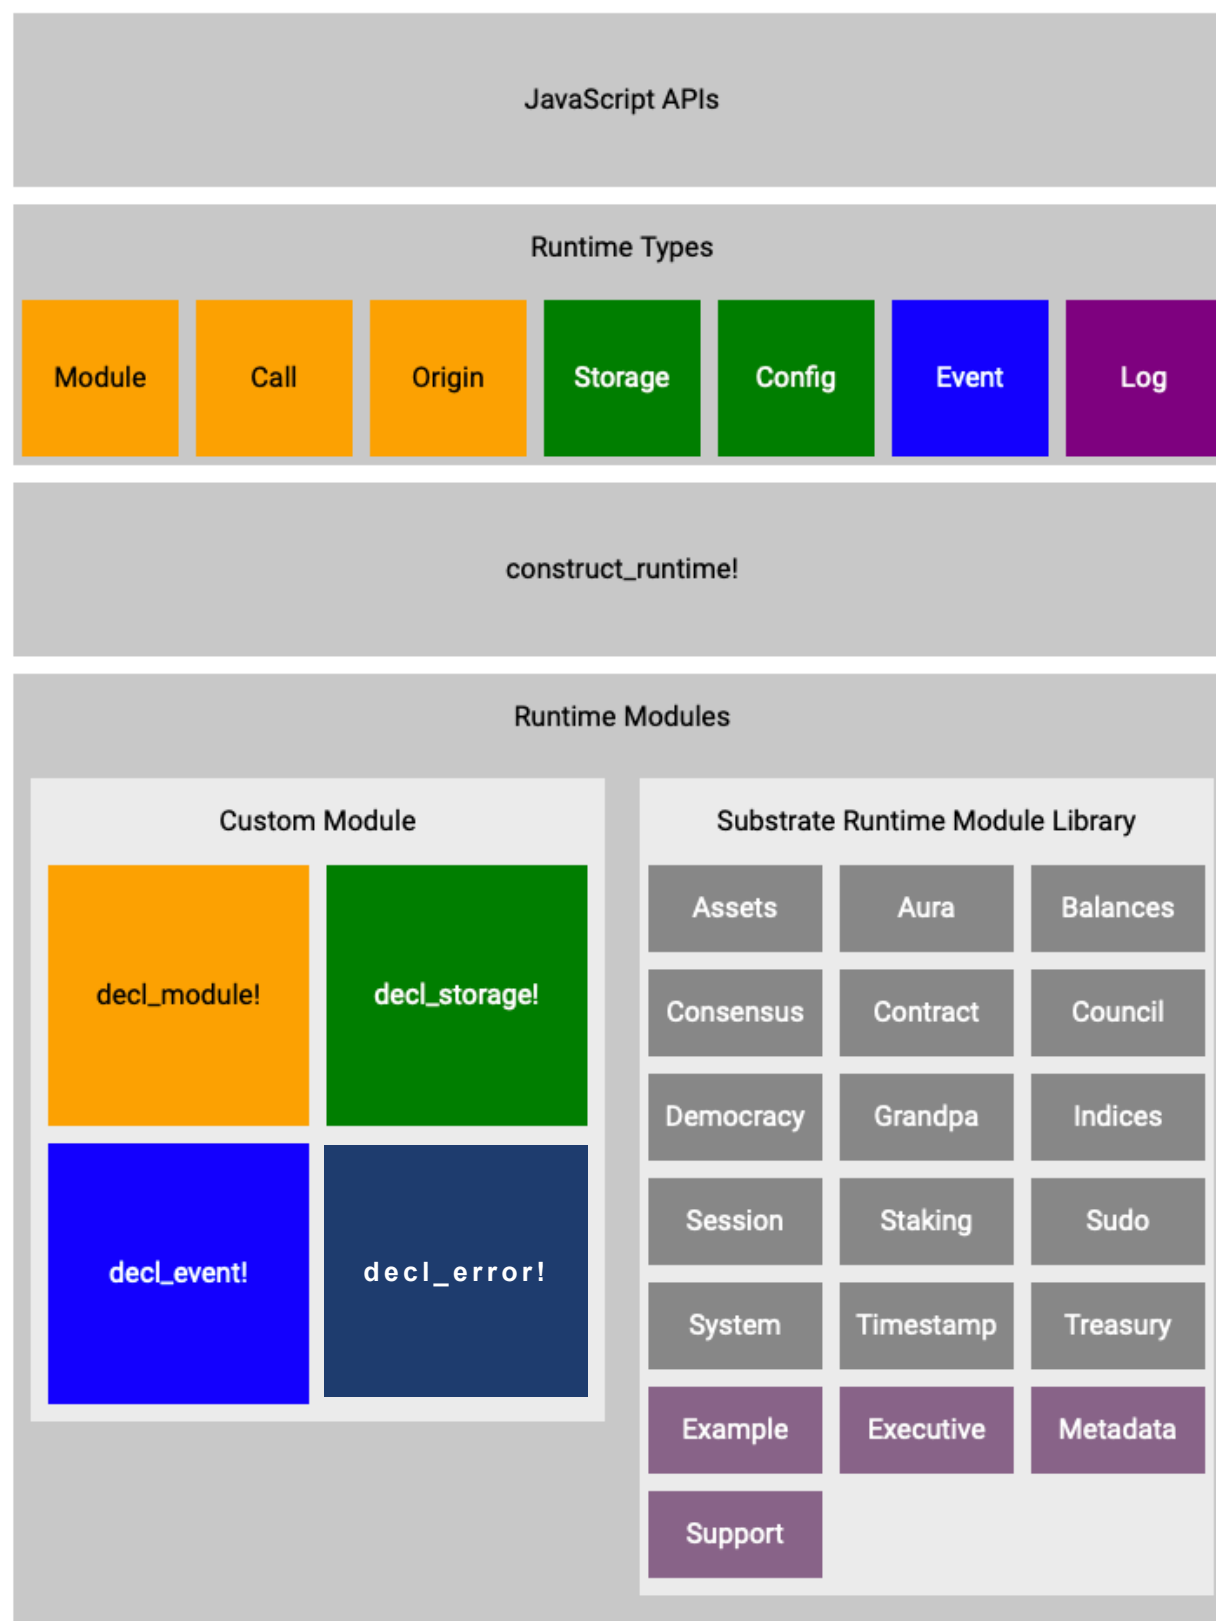 JavaScript APIs
Runtime Types
Module Call Origin Storage Config Event Log
construct_runtime!
Runtime Modules
Custom Module
decl_module! decl_storage!
decl_event! decl_error!
Substrate Runtime Module Library
Assets Aura Balances
Consensus Contract Council
Democracy Grandpa Indices
Session Staking Sudo
System Timestamp Treasury
Example Executive Metadata
Support